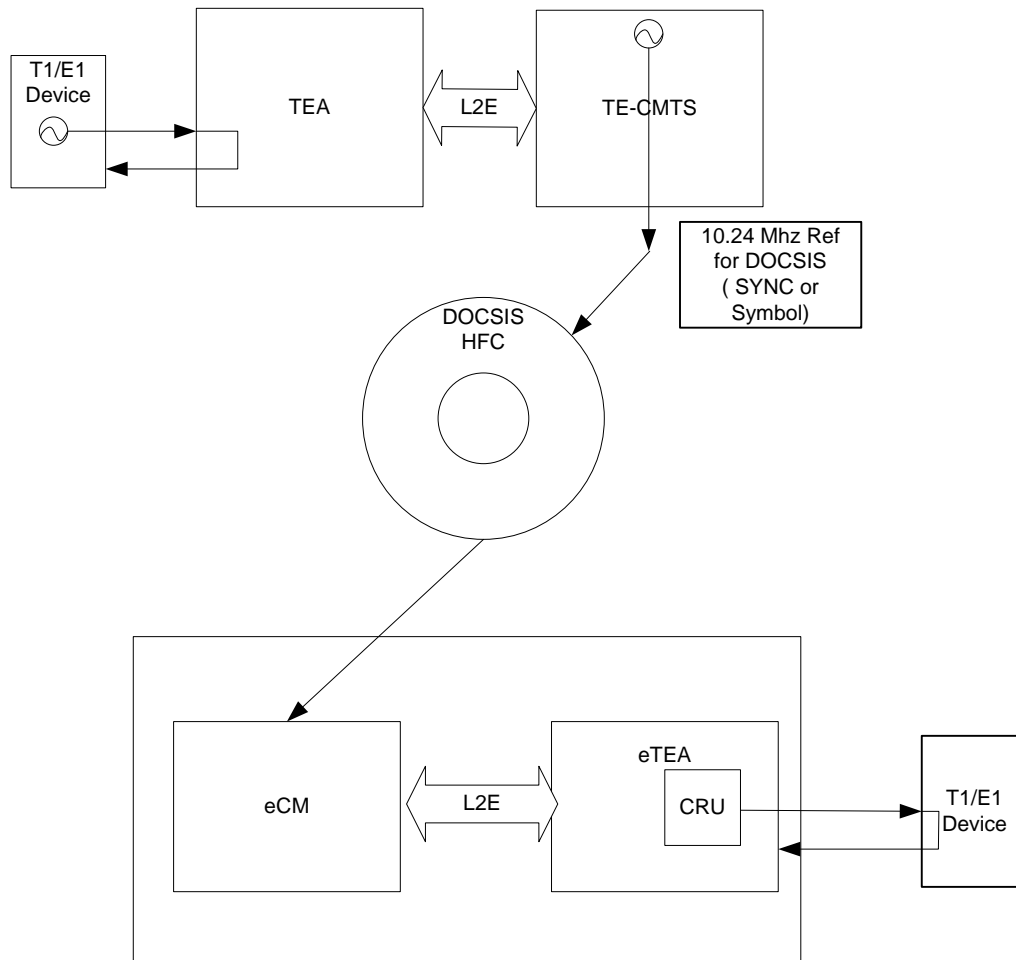 T1/E1
Device
TEA
L2E
TE-CMTS
10.24 Mhz Ref
for DOCSIS
( SYNC or
Symbol)
DOCSIS
HFC
eCM
L2E
eTEA
CRU
T1/E1
Device